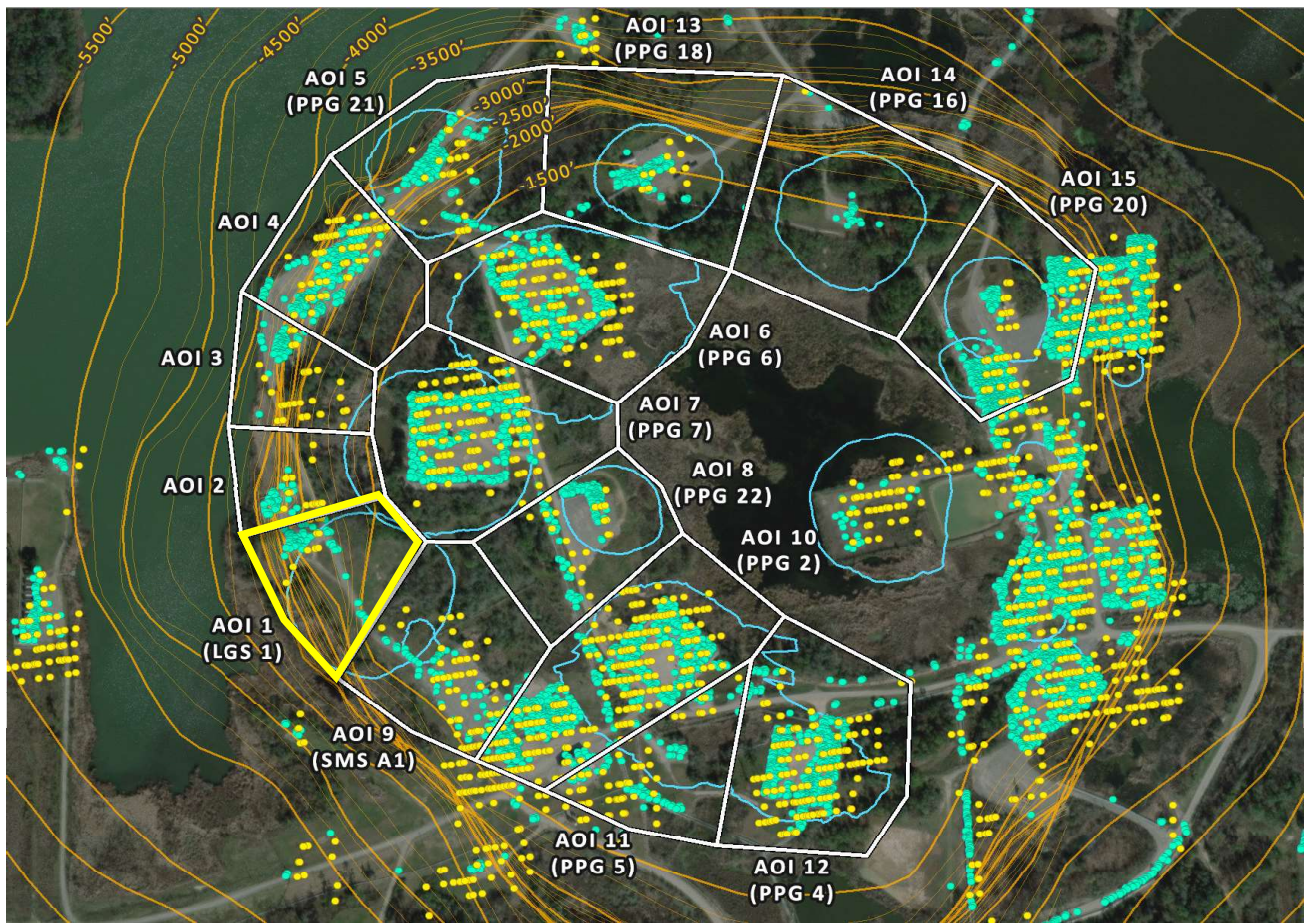 -5500'
-5000'
-4500'
-4000'
-3500'
-3000'
-2500'
-2000'
-1500'
AOI 13
(PPG 18)
AOI 5
(PPG 21)
AOI 14
(PPG 16)
AOI 15
(PPG 20)
AOI 4
AOI 3
AOI 6
(PPG 6)
AOI 7
(PPG 7)
AOI 8
(PPG 22)
AOI 2
AOI 10
(PPG 2)
AOI 1
(LGS 1)
AOI 9
(SMS A1)
AOI 11
(PPG 5)
AOI 12
(PPG 4)